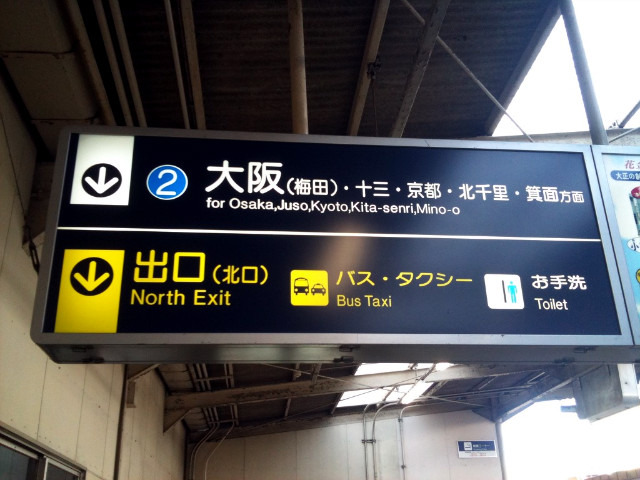 2 大阪(梅田)・十三・京都・北千里・箕面方面
for Osaka,Juso,Kyoto,Kita-senri,Mino-o
出口(北口) バス・タクシー お手洗
North Exit Bus Taxi Toilet